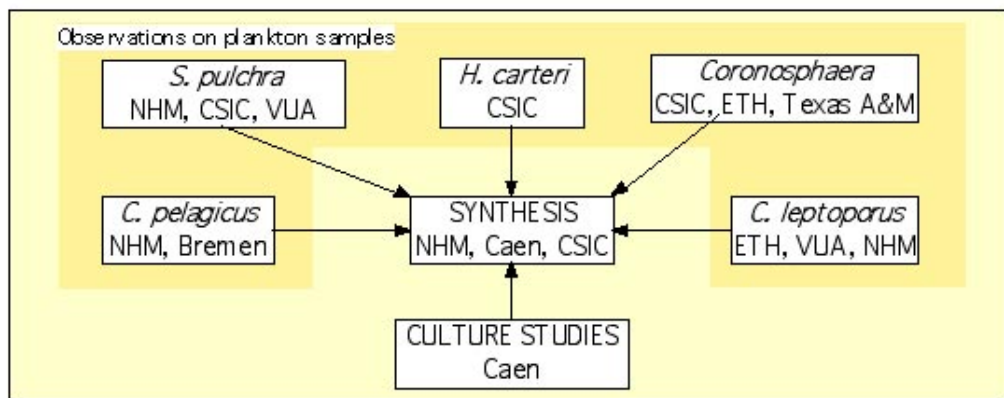 Observations on plankton samples
S. pulchra
NHM, CSIC, VUA
H. carteri
CSIC
Coronosphaera
CSIC, ETH, Texas A&M
C. pelagicus
NHM, Bremen
SYNTHESIS
NHM, Caen, CSIC
C. leptoporus
ETH, VUA, NHM
CULTURE STUDIES
Caen